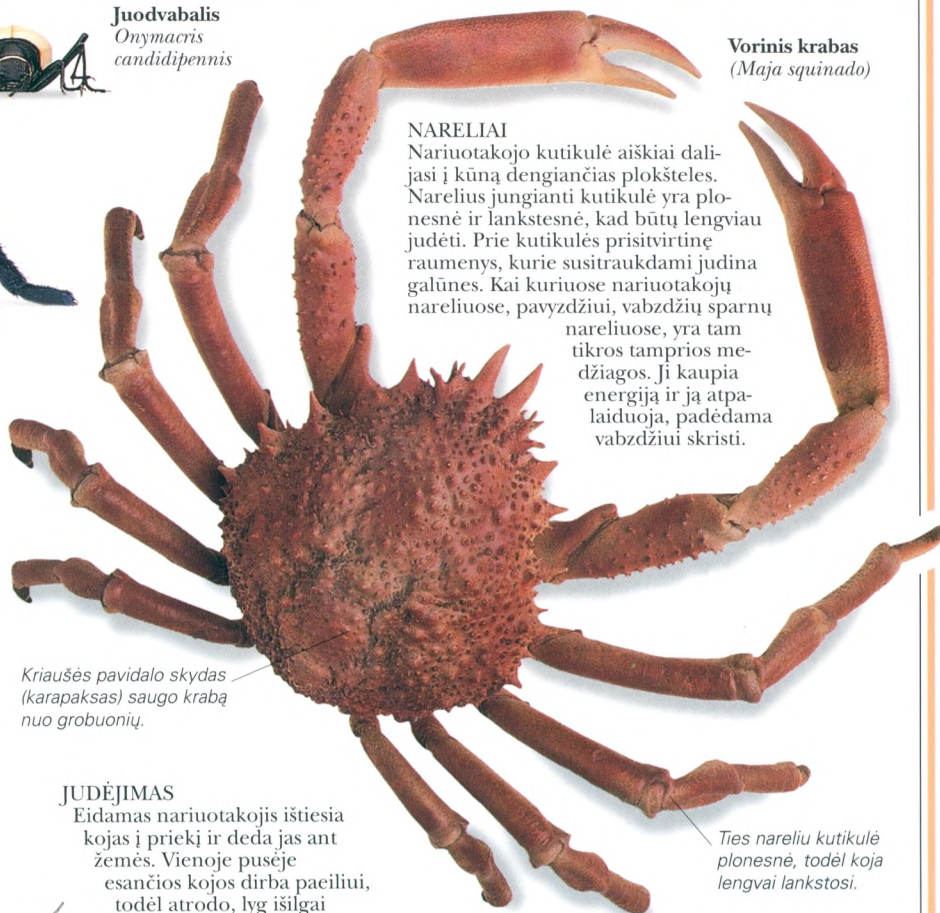 Juodvabalis
Onymacris
candidipennis
Vorinis krabas
(Maja squinado)
NARELIAI
Nariuotakojo kutikulė aiškiai dali-
jasi į kūną dengiančias plokšteles.
Narelius jungianti kutikulė yra plo-
nesnė ir lankstesnė, kad būtų lengviau
judėti. Prie kutikulės prisitvirtinę
raumenys, kurie susitraukdami judina
galūnes. Kai kuriuose nariuotakojų
nareliuose, pavyzdžiui, vabzdžių sparnų
nareliuose, yra tam
tikros tamprios me-
džiagos. Ji kaupia
energiją ir ją atpa-
laiduoja, padėdama
vabzdžiui skristi.
Kriaušės pavidalo skydas
(karapaksas) saugo krabą
nuo grobuonių.
JUDĖJIMAS
Eidamas nariuotakojis ištiesia
kojas į priekį ir deda jas ant
žemės. Vienoje pusėje
esančios kojos dirba paeiliui,
todėl atrodo, lyg išilgai
Ties nareliu kutikulė
plonesnė, todėl koja
lengvai lankstosi.